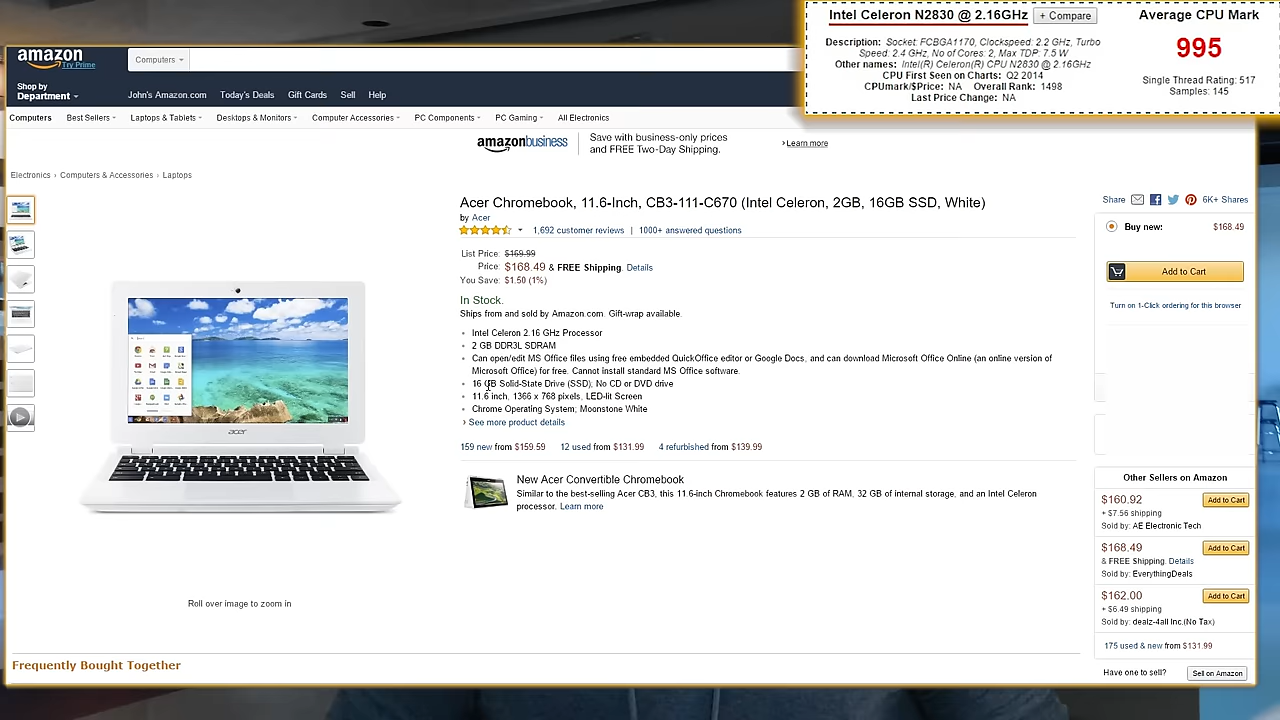 Intel Celeron N2830 @ 2.16GHz
+ Compare
Average CPU Mark
Description: Socket: FCBGA1170, Clockspeed: 2.2 GHz, Turbo
Speed: 2.4 GHz, No of Cores: 2, Max TDP: 7.5 W
Other names: Intel(R) Celeron(R) CPU N2830 @ 2.16GHz
CPU First Seen on Charts: Q2 2014
CPUmark/$Price: NA Overall Rank: 1498
Last Price Change: NA
995
Single Thread Rating: 517
Samples: 145
amazon
Try Prime
Computers
Shop by
Department
John's Amazon.com Today's Deals Gift Cards Sell Help
Computers Best Sellers Laptops & Tablets Desktops & Monitors Computer Accessories PC Components PC Gaming All Electronics
amazonbusiness
Save with business-only prices
and FREE Two-Day Shipping.
› Learn more
Electronics › Computers & Accessories › Laptops
Acer Chromebook, 11.6-Inch, CB3-111-C670 (Intel Celeron, 2GB, 16GB SSD, White)
by Acer
1,692 customer reviews | 1000+ answered questions
List Price: $169.99
Price: $168.49 & FREE Shipping. Details
You Save: $1.50 (1%)
In Stock.
Ships from and sold by Amazon.com. Gift-wrap available.
Intel Celeron 2.16 GHz Processor
2 GB DDR3L SDRAM
Can open/edit MS Office files using free embedded QuickOffice editor or Google Docs, and can download Microsoft Office Online (an online version of
Microsoft Office) for free. Cannot install standard MS Office software.
16 GB Solid-State Drive (SSD); No CD or DVD drive
11.6 inch, 1366 x 768 pixels, LED-lit Screen
Chrome Operating System; Moonstone White
› See more product details
159 new from $159.59 12 used from $131.99 4 refurbished from $139.99
New Acer Convertible Chromebook
Similar to the best-selling Acer CB3, this 11.6-inch Chromebook features 2 GB of RAM, 32 GB of internal storage, and an Intel Celeron
processor. Learn more
acer
Roll over image to zoom in
Frequently Bought Together
Share 6K+ Shares
Buy new: $168.49
Add to Cart
Turn on 1-Click ordering for this browser
Other Sellers on Amazon
$160.92 Add to Cart
+ $7.56 shipping
Sold by: AE Electronic Tech
$168.49 Add to Cart
& FREE Shipping. Details
Sold by: EverythingDeals
$162.00 Add to Cart
+ $6.49 shipping
Sold by: dealz-4all Inc.(No Tax)
175 used & new from $131.99
Have one to sell? Sell on Amazon